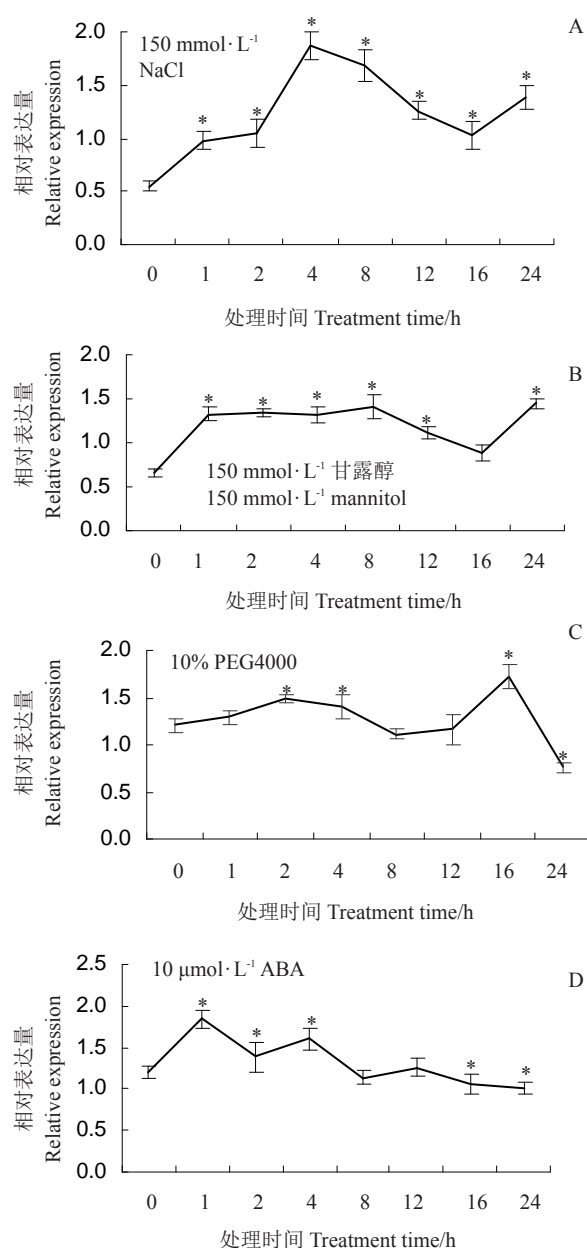 A
150 mmol·L⁻¹
NaCl
相对表达量
Relative expression
2.0
1.5
1.0
0.5
0.0
* * * * * * *
0 1 2 4 8 12 16 24
处理时间 Treatment time/h
B
相对表达量
Relative expression
2.0
1.5
1.0
0.5
0.0
* * * * * *
150 mmol·L⁻¹ 甘露醇
150 mmol·L⁻¹ mannitol
0 1 2 4 8 12 16 24
处理时间 Treatment time/h
C
10% PEG4000
相对表达量
Relative expression
2.0
1.5
1.0
0.5
0.0
* * * *
0 1 2 4 8 12 16 24
处理时间 Treatment time/h
D
10 μmol·L⁻¹ ABA
相对表达量
Relative expression
2.5
2.0
1.5
1.0
0.5
0.0
* * * * *
0 1 2 4 8 12 16 24
处理时间 Treatment time/h